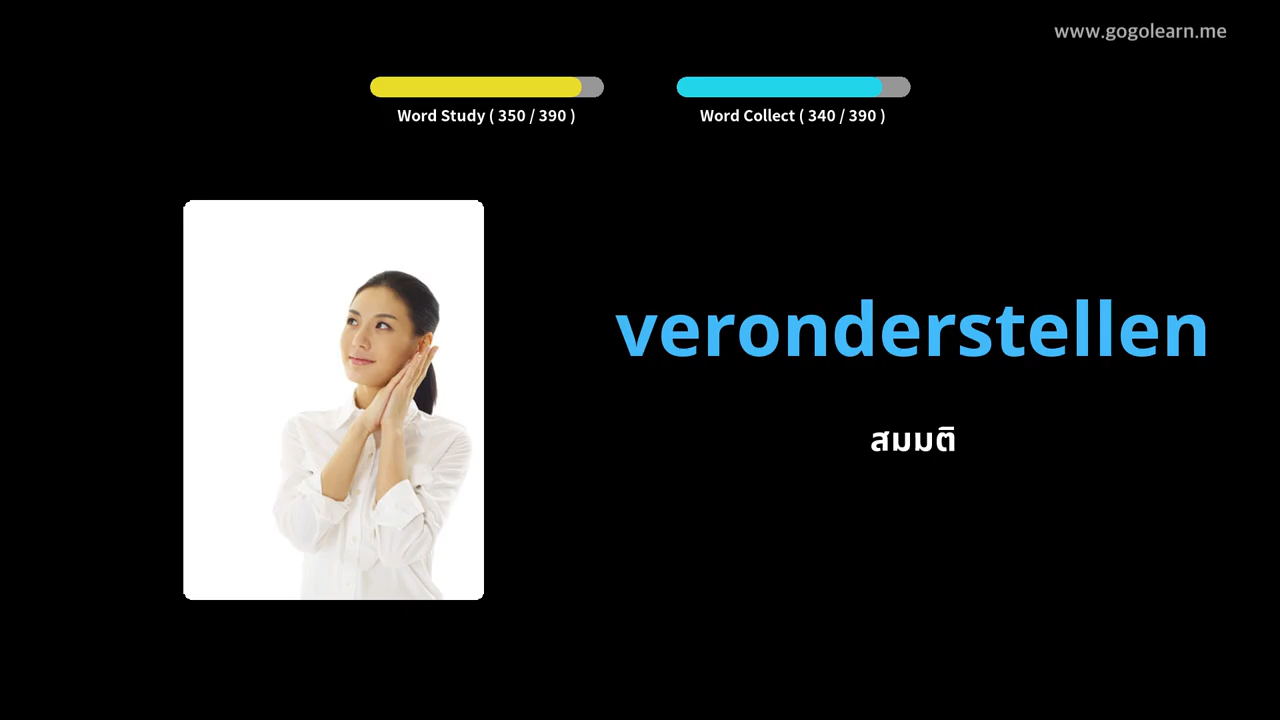 www.gogolearn.me
Word Study ( 350 / 390 )
Word Collect ( 340 / 390 )
veronderstellen
สมมติ